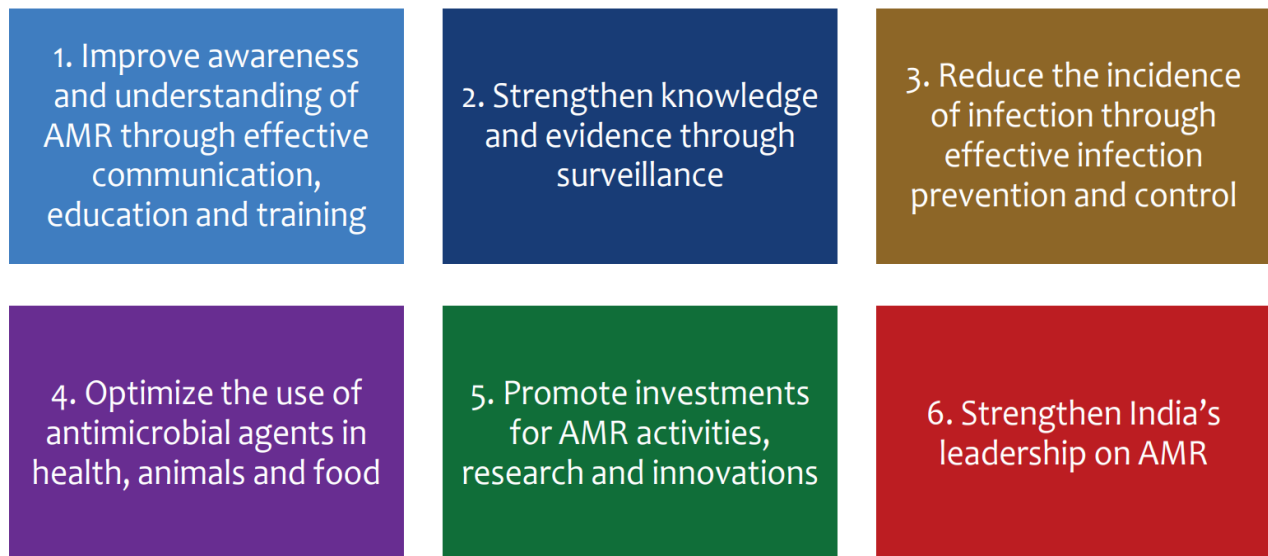 1. Improve awareness
and understanding of
AMR through effective
communication,
education and training
2. Strengthen knowledge
and evidence through
surveillance
3. Reduce the incidence
of infection through
effective infection
prevention and control
4. Optimize the use of
antimicrobial agents in
health, animals and food
5. Promote investments
for AMR activities,
research and innovations
6. Strengthen India’s
leadership on AMR